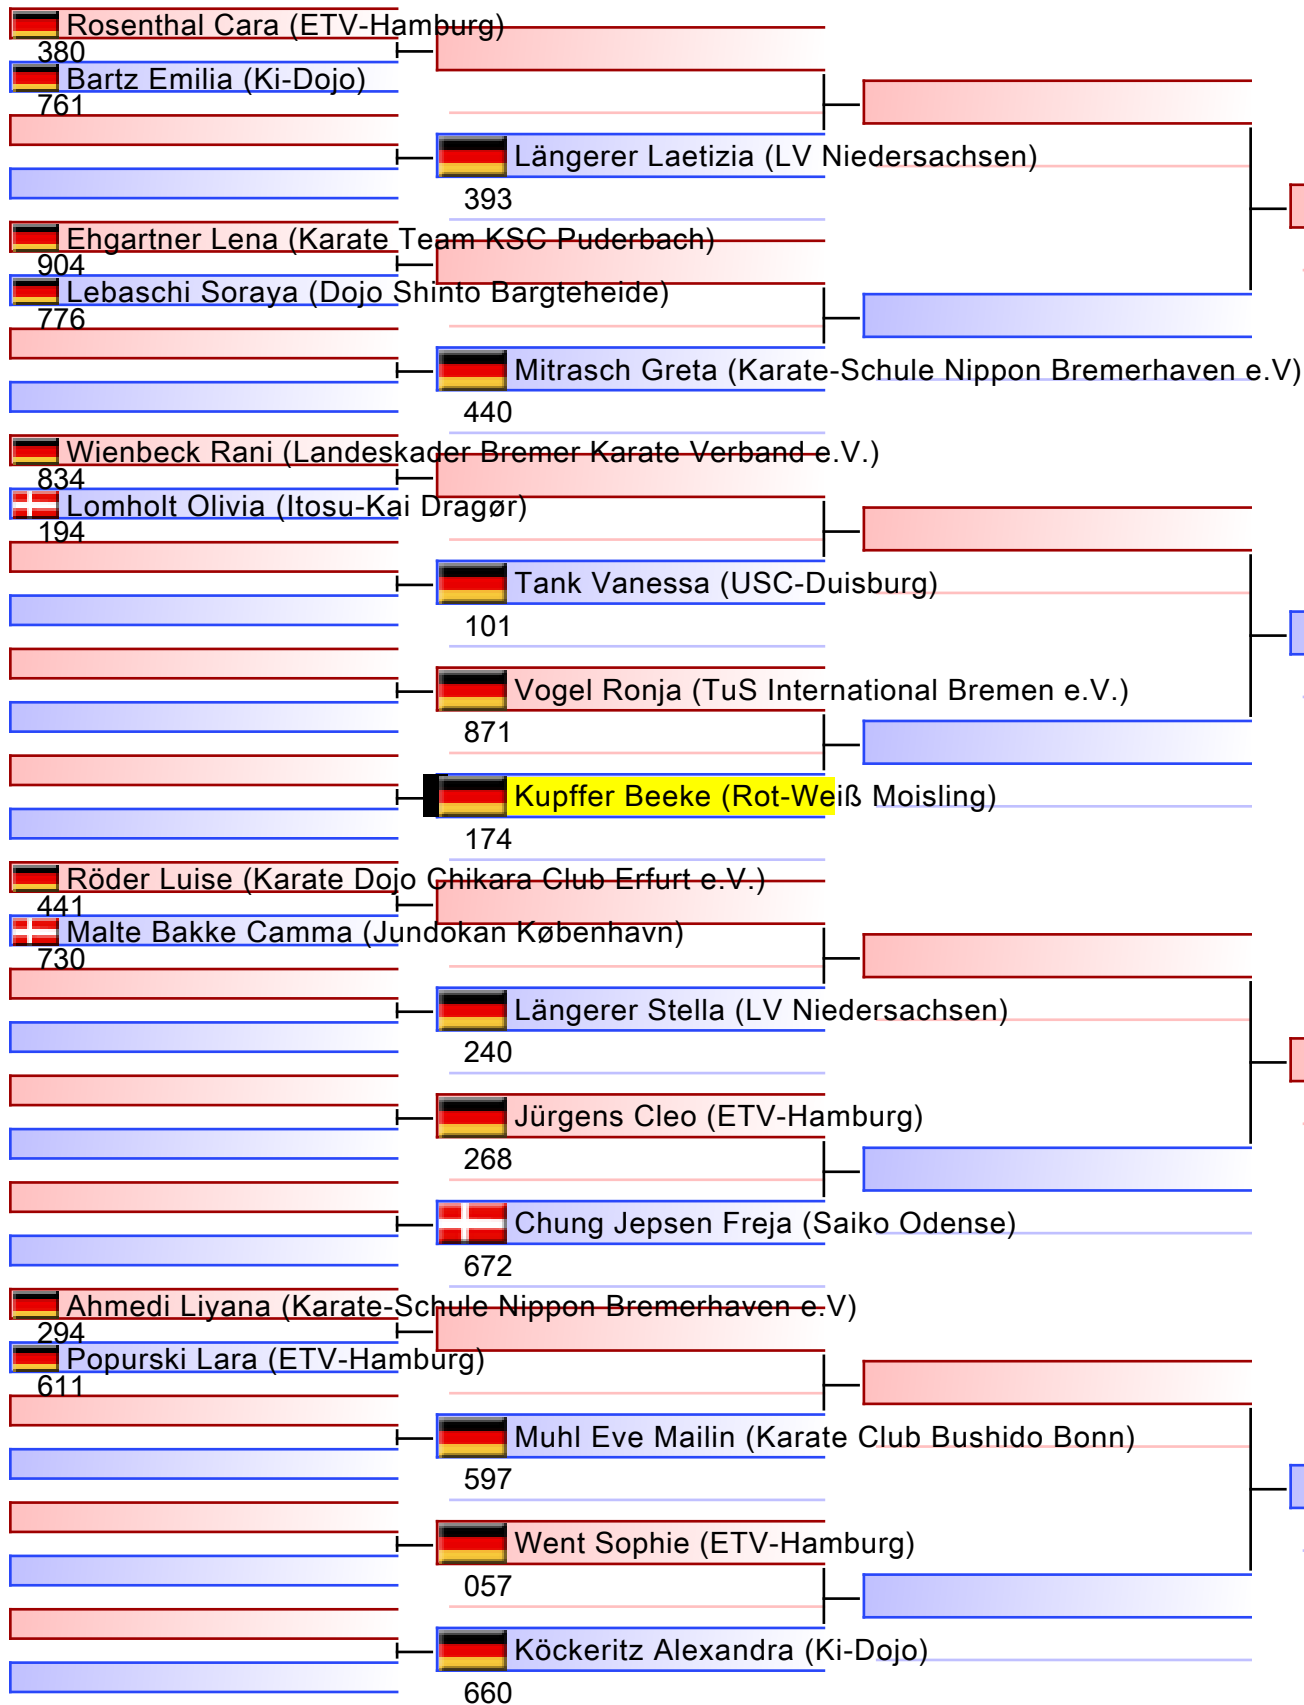 Rosenthal Cara (ETV-Hamburg)
380
Bartz Emilia (Ki-Dojo)
761
Längerer Laetizia (LV Niedersachsen)
393
Ehgartner Lena (Karate Team KSC Puderbach)
904
Lebaschi Soraya (Dojo Shinto Bargteheide)
776
Mitrasch Greta (Karate-Schule Nippon Bremerhaven e.V)
440
Wienbeck Rani (Landeskader Bremer Karate Verband e.V.)
834
Lomholt Olivia (Itosu-Kai Dragør)
194
Tank Vanessa (USC-Duisburg)
101
Vogel Ronja (TuS International Bremen e.V.)
871
Kupffer Beeke (Rot-Weiß Moisling)
174
Röder Luise (Karate Dojo Chikara Club Erfurt e.V.)
441
Malte Bakke Camma (Jundokan København)
730
Längerer Stella (LV Niedersachsen)
240
Jürgens Cleo (ETV-Hamburg)
268
Chung Jepsen Freja (Saiko Odense)
672
Ahmedi Liyana (Karate-Schule Nippon Bremerhaven e.V)
294
Popurski Lara (ETV-Hamburg)
611
Muhl Eve Mailin (Karate Club Bushido Bonn)
597
Went Sophie (ETV-Hamburg)
057
Köckeritz Alexandra (Ki-Dojo)
660